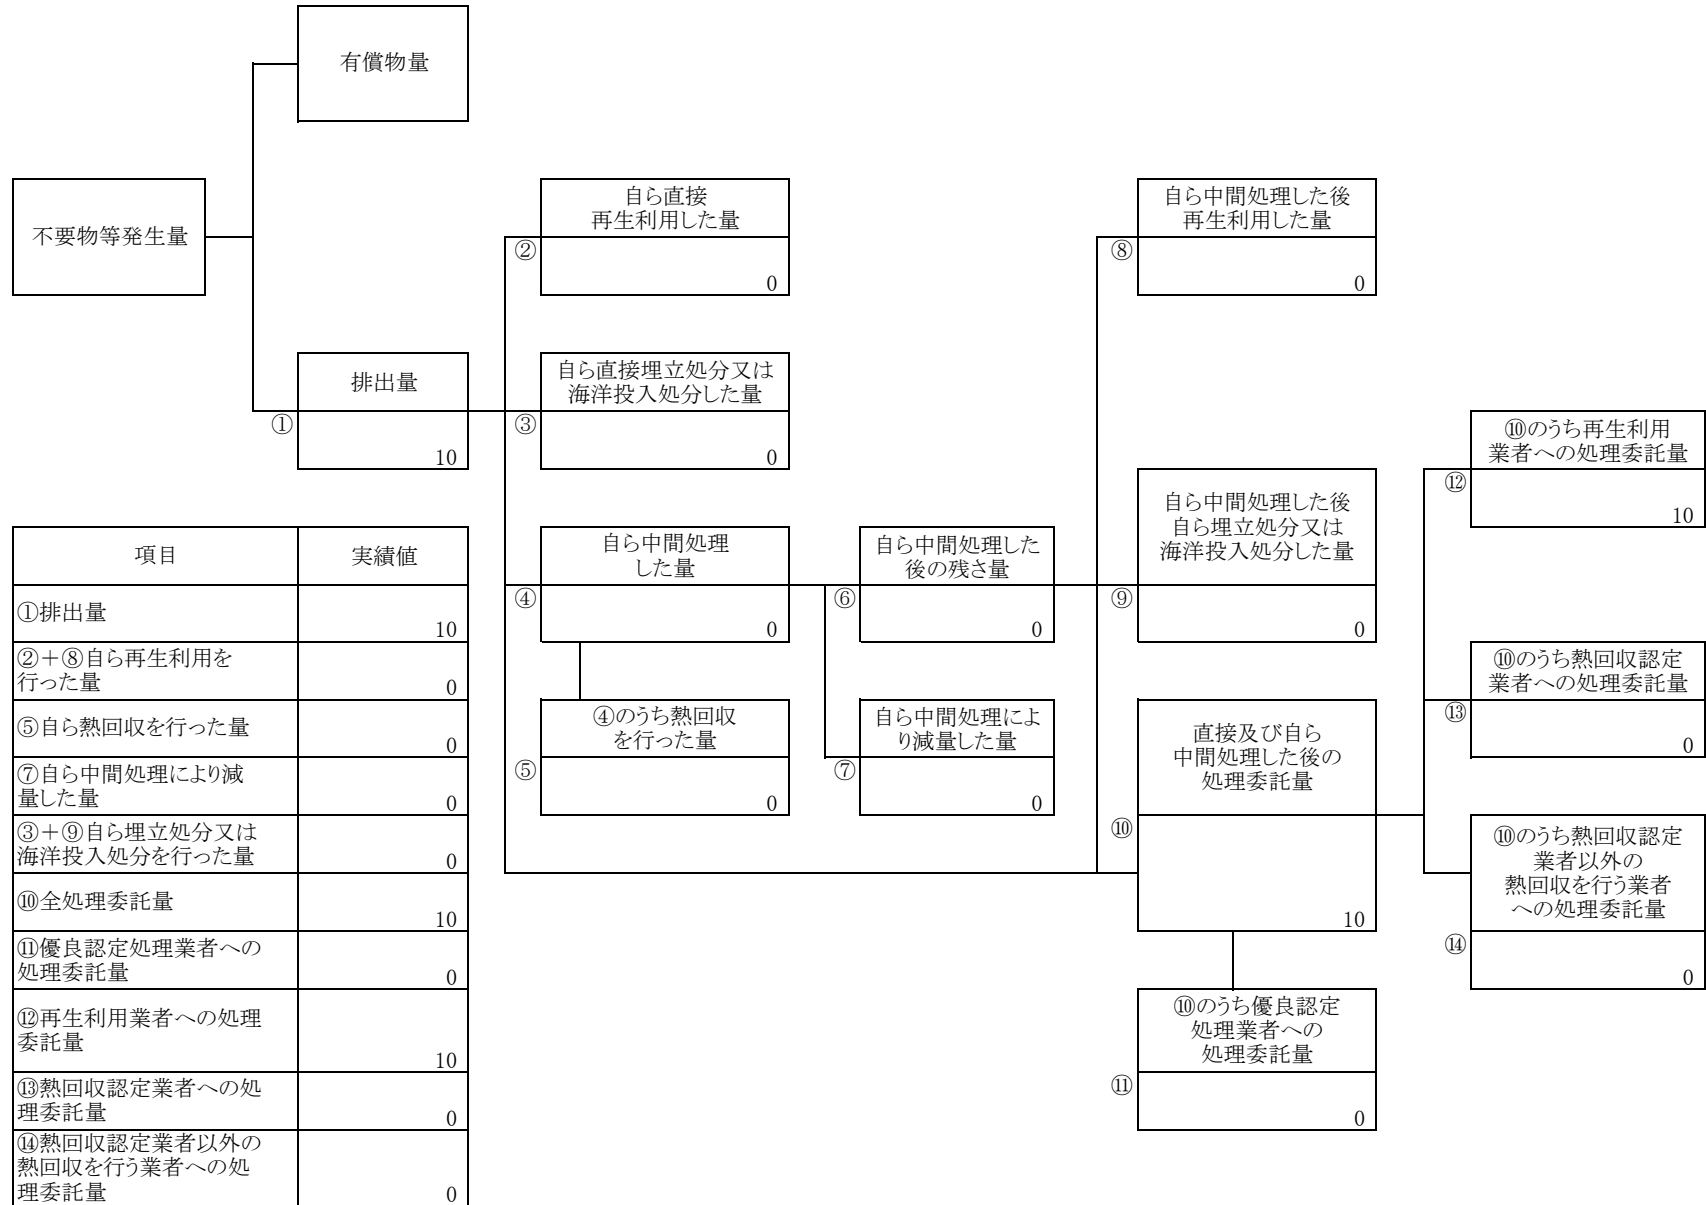 有償物量
不要物等発生量
自ら直接
再生利用した量
②
0
自ら中間処理した後
再生利用した量
⑧
0
排出量
①
10
自ら直接埋立処分又は
海洋投入処分した量
③
0
⑩のうち再生利用
業者への処理委託量
⑫
10
自ら中間処理
した量
④
0
自ら中間処理した
後の残さ量
⑥
0
自ら中間処理した後
自ら埋立処分又は
海洋投入処分した量
⑨
0
⑩のうち熱回収認定
業者への処理委託量
⑬
0
④のうち熱回収
を行った量
⑤
0
自ら中間処理によ
り減量した量
⑦
0
直接及び自ら
中間処理した後の
処理委託量
⑩
10
⑩のうち熱回収認定
業者以外の
熱回収を行う業者
への処理委託量
⑭
0
⑩のうち優良認定
処理業者への
処理委託量
⑪
0
項目 実績値
①排出量
10
②+⑧自ら再生利用を
行った量
0
⑤自ら熱回収を行った量
0
⑦自ら中間処理により減
量した量
0
③+⑨自ら埋立処分又は
海洋投入処分を行った量
0
⑩全処理委託量
10
⑪優良認定処理業者への
処理委託量
0
⑫再生利用業者への処理
委託量
10
⑬熱回収認定業者への処
理委託量
0
⑭熱回収認定業者以外の
熱回収を行う業者への処
理委託量
0